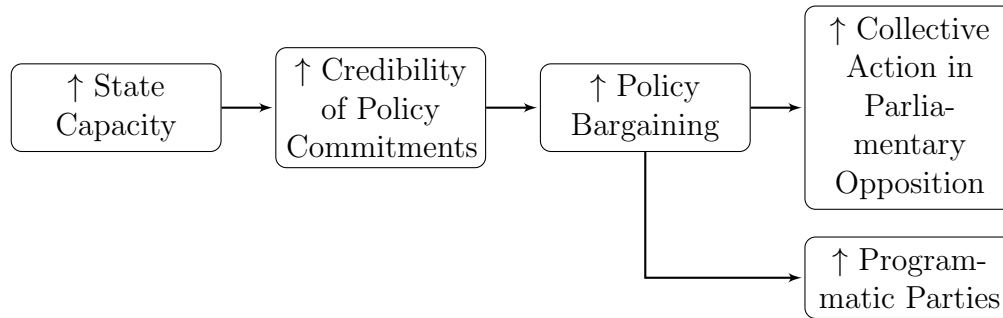 ↑ State
Capacity
↑ Credibility
of Policy
Commitments
↑ Policy
Bargaining
↑ Collective
Action in
Parlia-
mentary
Opposition
↑ Program-
matic Parties